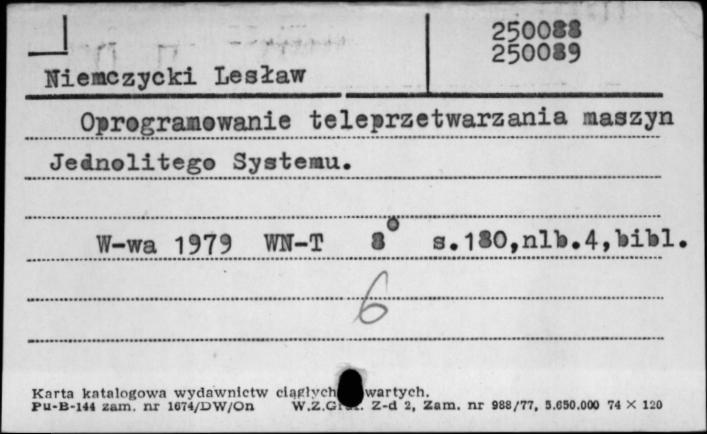 250088
250089
Niemczycki Lesław
Oprogramowanie teleprzetwarzania maszyn
Jednolitego Systemu.
W-wa 1979 WN-T 8° s.180,nlb.4,bibl.
6
Karta katalogowa wydawnictw ciągłych wartych.
Pu-B-144 zam. nr 1674/DW/On W.Z.Graf. Z-d 2, Zam. nr 988/77, 5.650.000 74 × 120